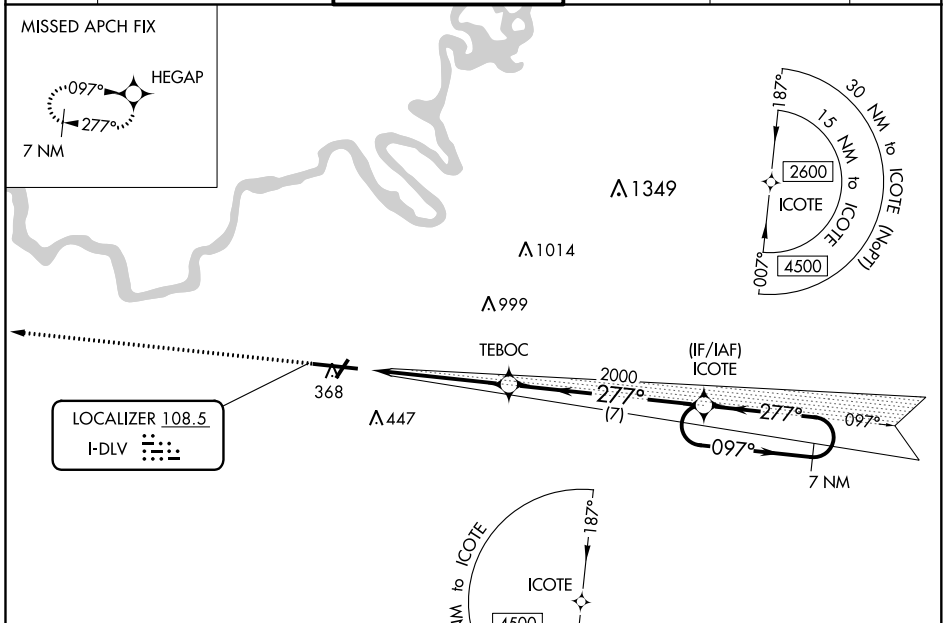 MISSED APCH FIX
097°
HEGAP
277°
7 NM
187°
30 NM to ICOTE (NoPT)
15 NM to ICOTE
2600
ICOTE
007°
4500
1349
1014
999
TEBOC
(IF/IAF)
ICOTE
2000
277°
(7)
277°
097°
097°
7 NM
368
447
LOCALIZER 108.5
I-DLV
187°
NM to ICOTE
ICOTE
4500